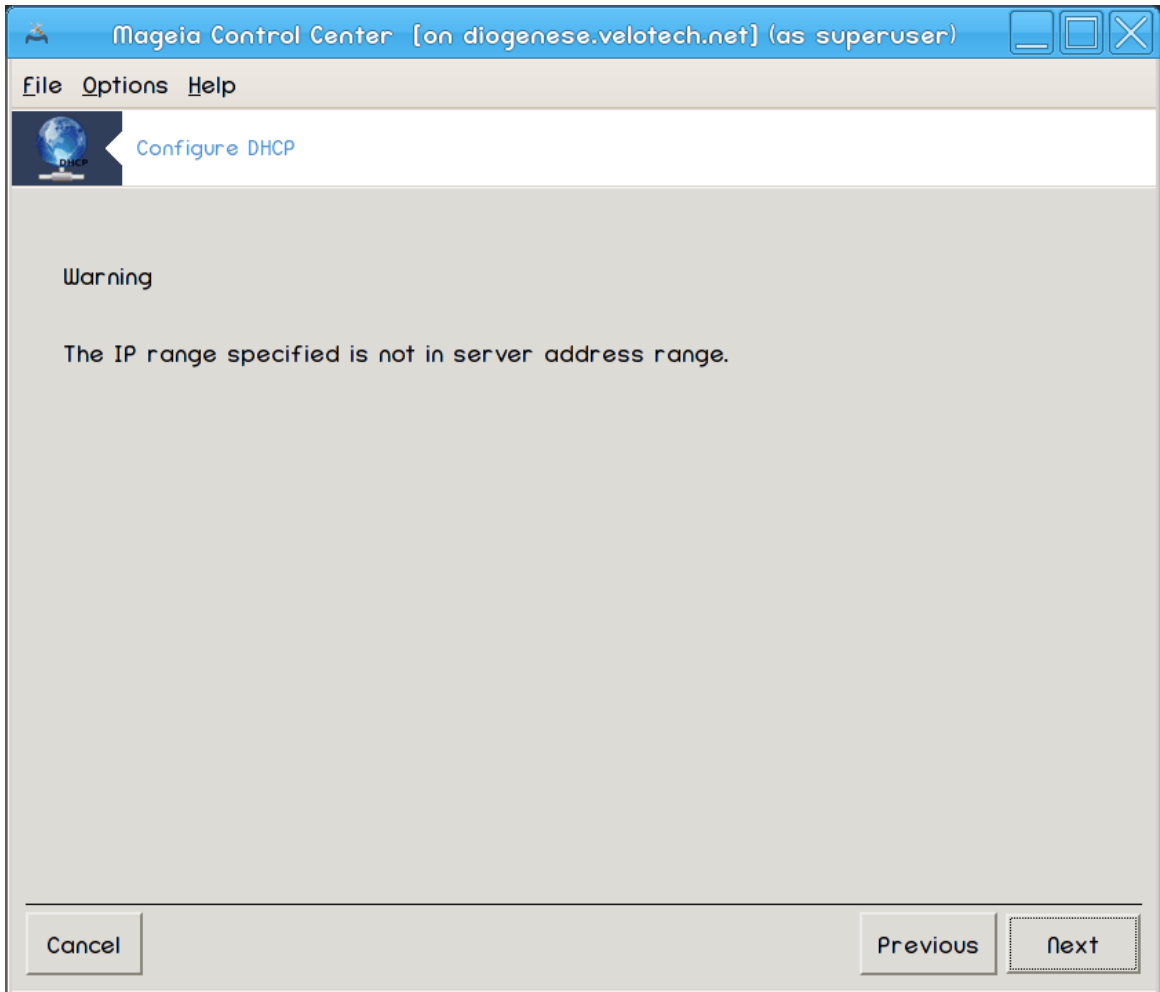 Mageia Control Center [on diogenese.velotech.net] (as superuser)
File Options Help
DHCP
Configure DHCP
Warning
The IP range specified is not in server address range.
Cancel
Previous
Next